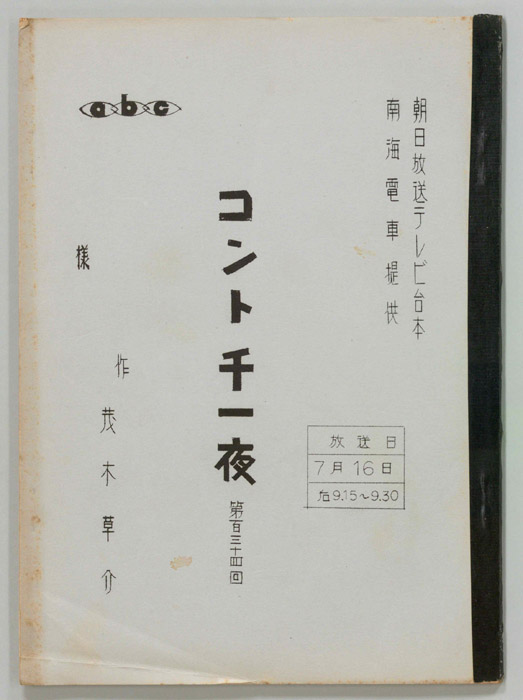 朝日放送テレビ台本
南海電車提供
abc
コント千一夜
第百三十四回
放送日
7月16日
后9.15~9.30
作 茂木草介
様